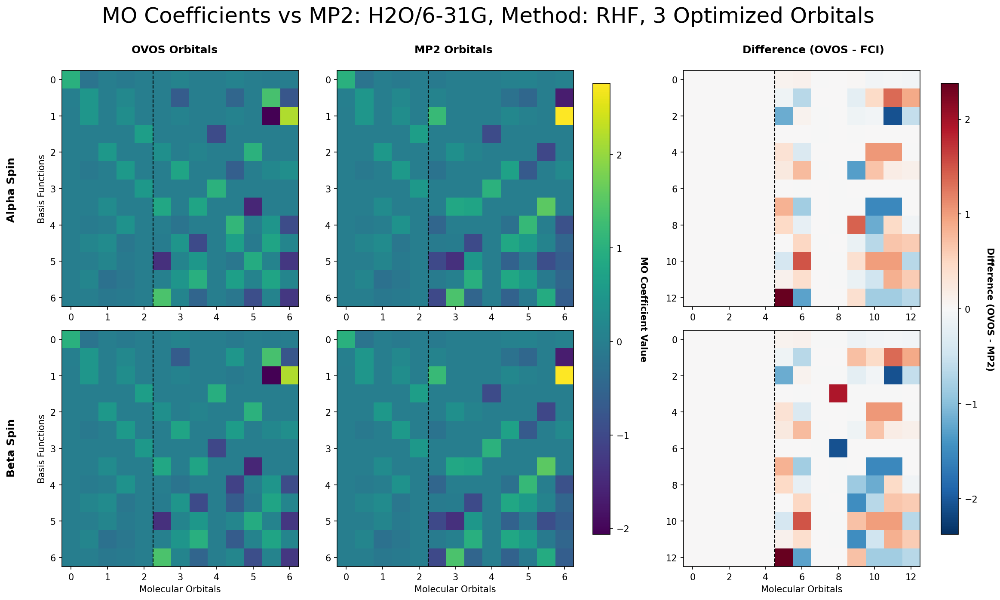 MO Coefficients vs MP2: H2O/6-31G, Method: RHF, 3 Optimized Orbitals
OVOS Orbitals
MP2 Orbitals
Difference (OVOS - FCI)
Alpha Spin
Basis Functions
0
1
2
3
4
5
6
0 1 2 3 4 5 6
0
1
2
3
4
5
6
0 1 2 3 4 5 6
2
1
0
−1
−2
MO Coefficient Value
0
2
4
6
8
10
12
0 2 4 6 8 10 12
2
1
0
−1
−2
Difference (OVOS - MP2)
Beta Spin
Basis Functions
0
1
2
3
4
5
6
0 1 2 3 4 5 6
Molecular Orbitals
0
1
2
3
4
5
6
0 1 2 3 4 5 6
Molecular Orbitals
0
2
4
6
8
10
12
0 2 4 6 8 10 12
Molecular Orbitals